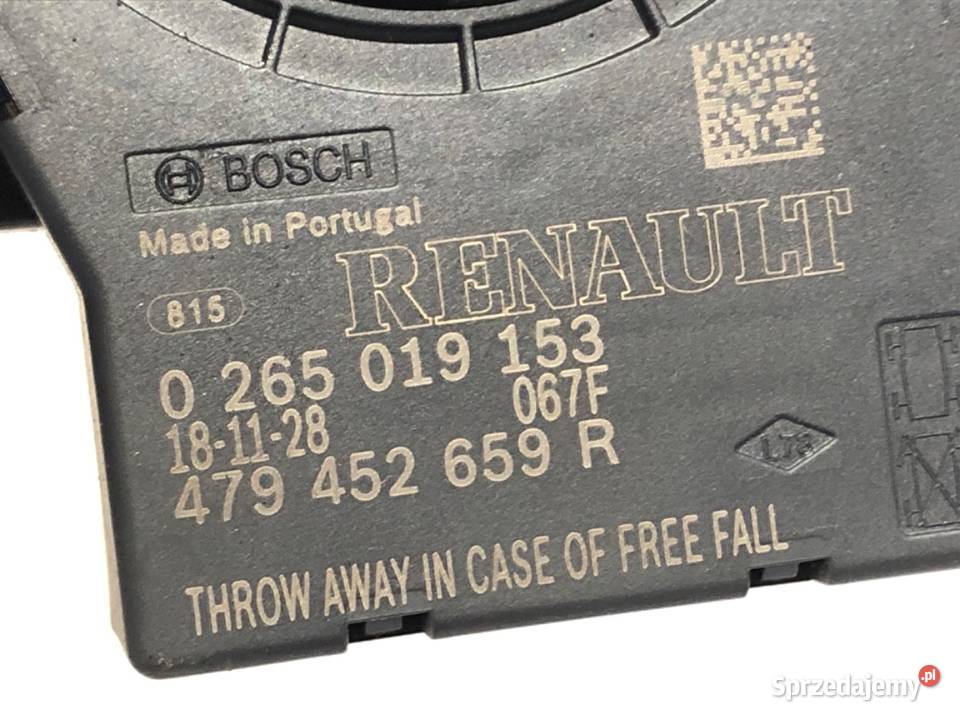 BOSCH
Made in Portugal
RENAULT
815
0 265 019 153
18-11-28 067F
479 452 659 R
THROW AWAY IN CASE OF FREE FALL
Sprzedajemy.pl